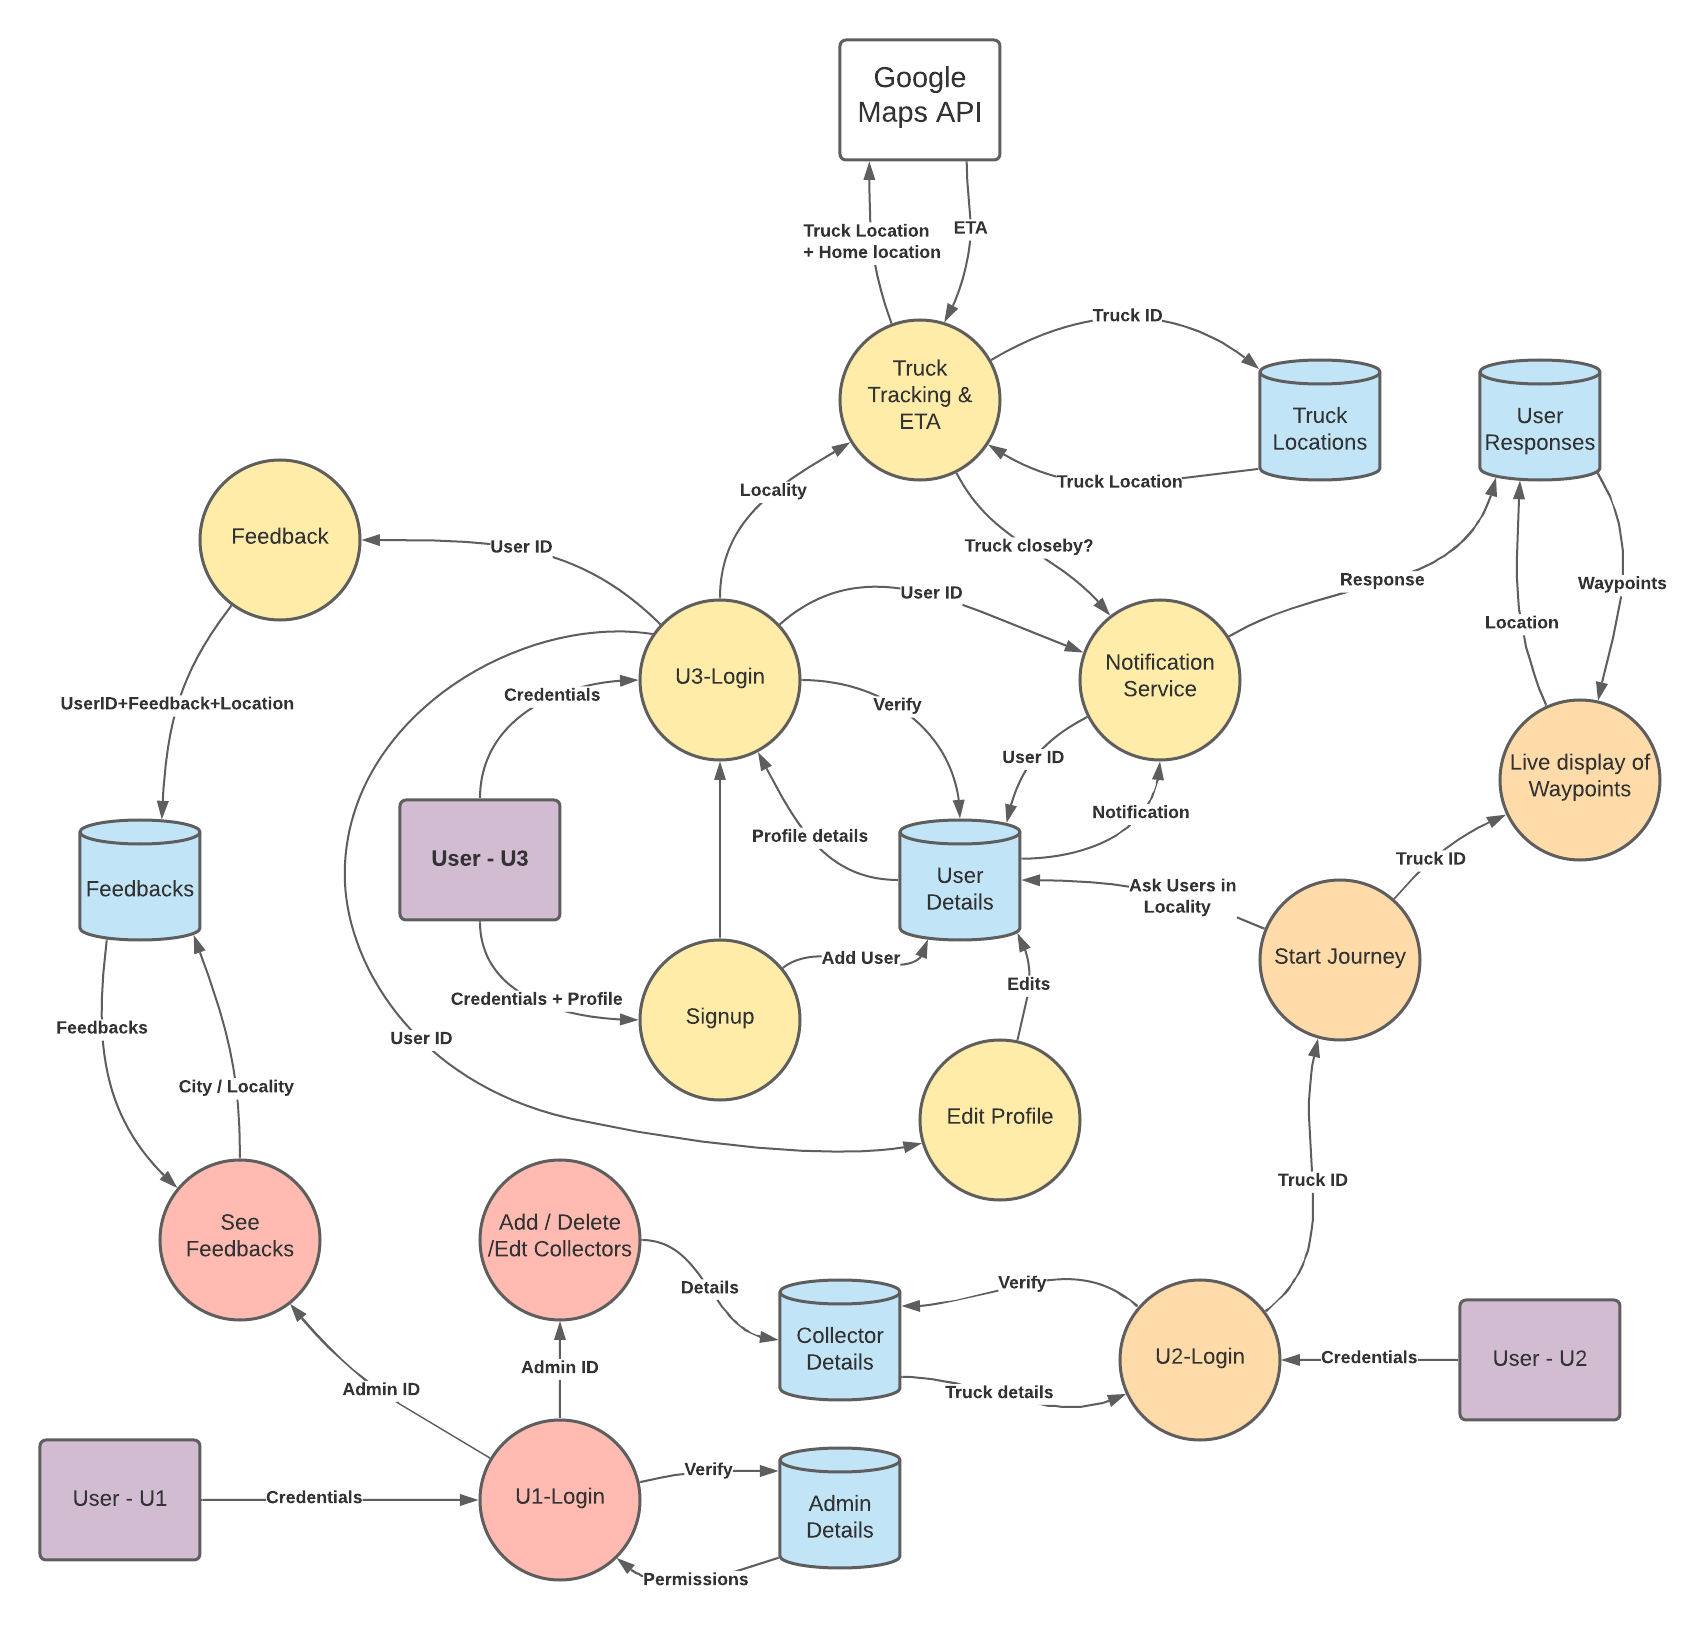 Google
Maps API
Truck Location
+ Home location
ETA
Truck ID
Truck
Tracking &
ETA
Truck
Locations
User
Responses
Truck Location
Locality
Feedback
User ID
Truck closeby?
User ID
Response
Waypoints
Location
U3-Login
Notification
Service
Credentials
Verify
UserID+Feedback+Location
User ID
Live display of
Waypoints
Notification
Profile details
User - U3
Truck ID
Feedbacks
User
Details
Ask Users in
Locality
Add User
Start Journey
Edits
Credentials + Profile
Signup
Feedbacks
User ID
City / Locality
Edit Profile
Truck ID
See
Feedbacks
Add / Delete
/Edt Collectors
Details
Verify
Collector
Details
U2-Login
Credentials
User - U2
Admin ID
Admin ID
Truck details
Verify
User - U1
Credentials
U1-Login
Admin
Details
Permissions